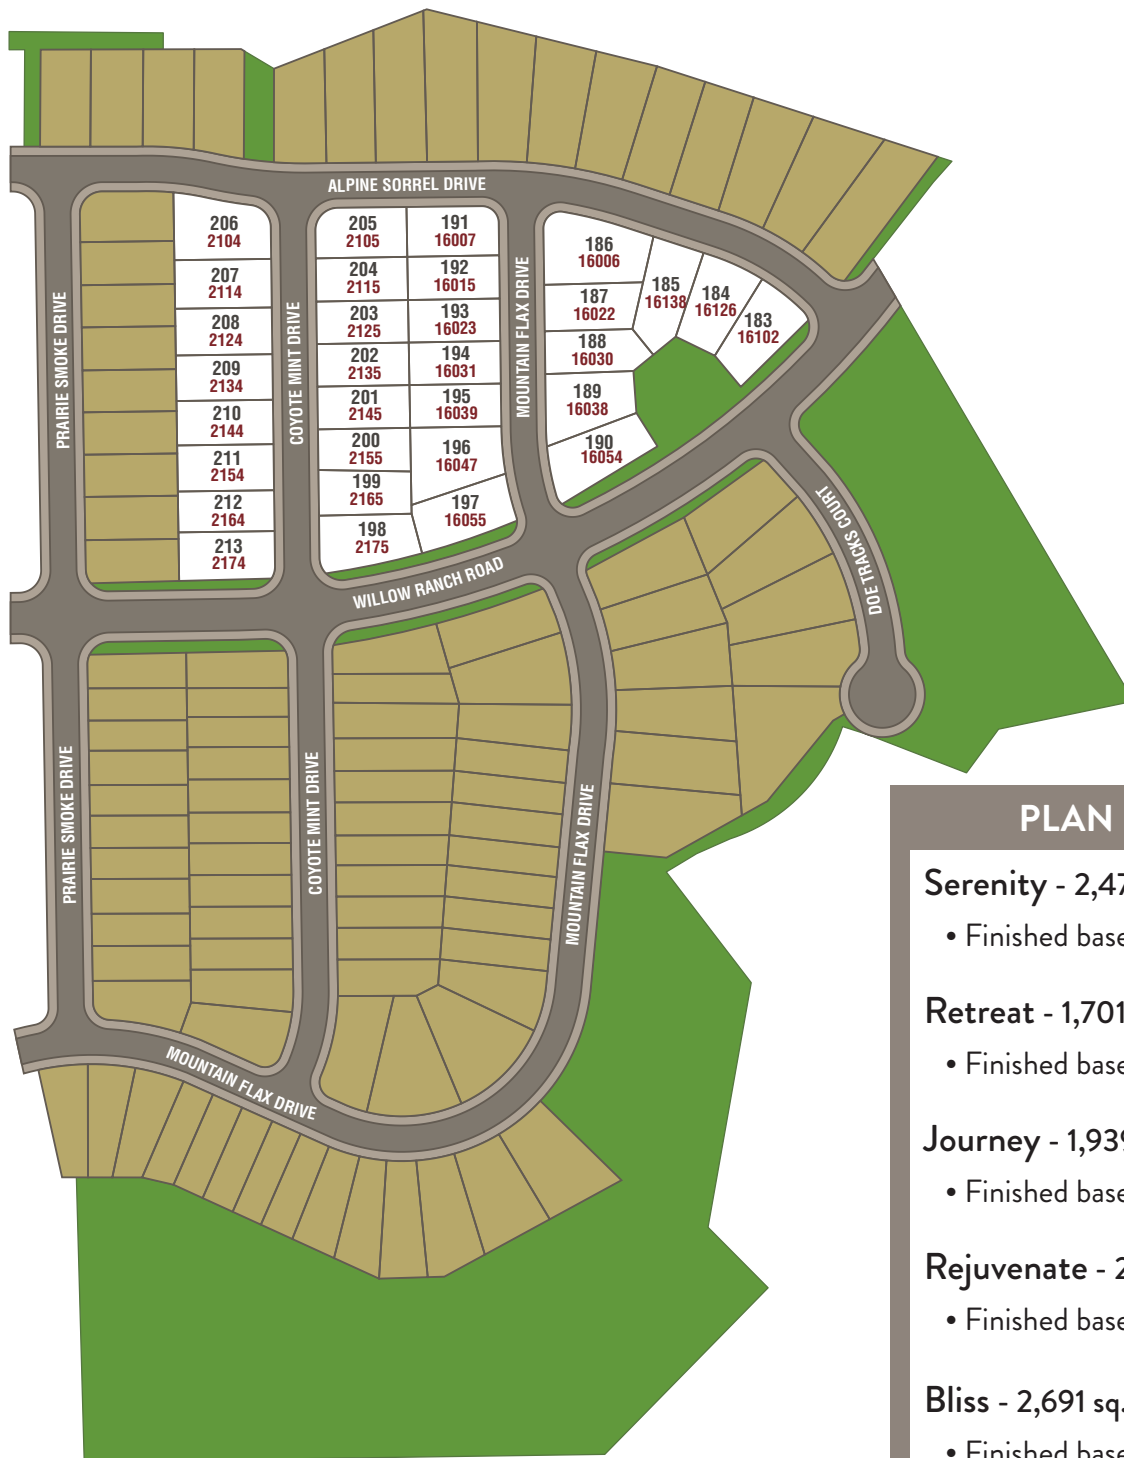 ALPINE SORREL DRIVE
PRAIRIE SMOKE DRIVE
COYOTE MINT DRIVE
MOUNTAIN FLAX DRIVE
206
2104
207
2114
208
2124
209
2134
210
2144
211
2154
212
2164
213
2174
205
2105
204
2115
203
2125
202
2135
201
2145
200
2155
199
2165
198
2175
191
16007
192
16015
193
16023
194
16031
195
16039
196
16047
197
16055
186
16006
187
16022
188
16030
189
16038
190
16054
185
16138
184
16126
183
16102
WILLOW RANCH ROAD
DOE TRACKS COURT
PRAIRIE SMOKE DRIVE
COYOTE MINT DRIVE
MOUNTAIN FLAX DRIVE
MOUNTAIN FLAX DRIVE
PLAN
Serenity - 2,47
• Finished base
Retreat - 1,701
• Finished base
Journey - 1,939
• Finished base
Rejuvenate - 2
• Finished base
Bliss - 2,691 sq.
• Finished base